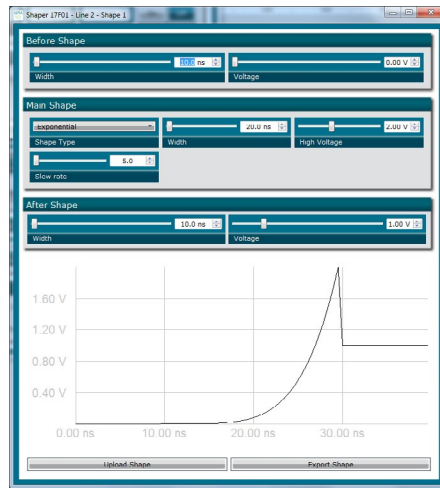 Shaper 17F01 - Line 2 - Shape 1
Before Shape
10.0 ns
0.00 V
Width
Voltage
Main Shape
Exponential
20.0 ns
2.00 V
Shape Type
Width
High Voltage
5.0
Slow rate
After Shape
10.0 ns
1.00 V
Width
Voltage
1.60 V
1.20 V
0.80 V
0.40 V
0.00 ns
10.00 ns
20.00 ns
30.00 ns
Upload Shape
Export Shape